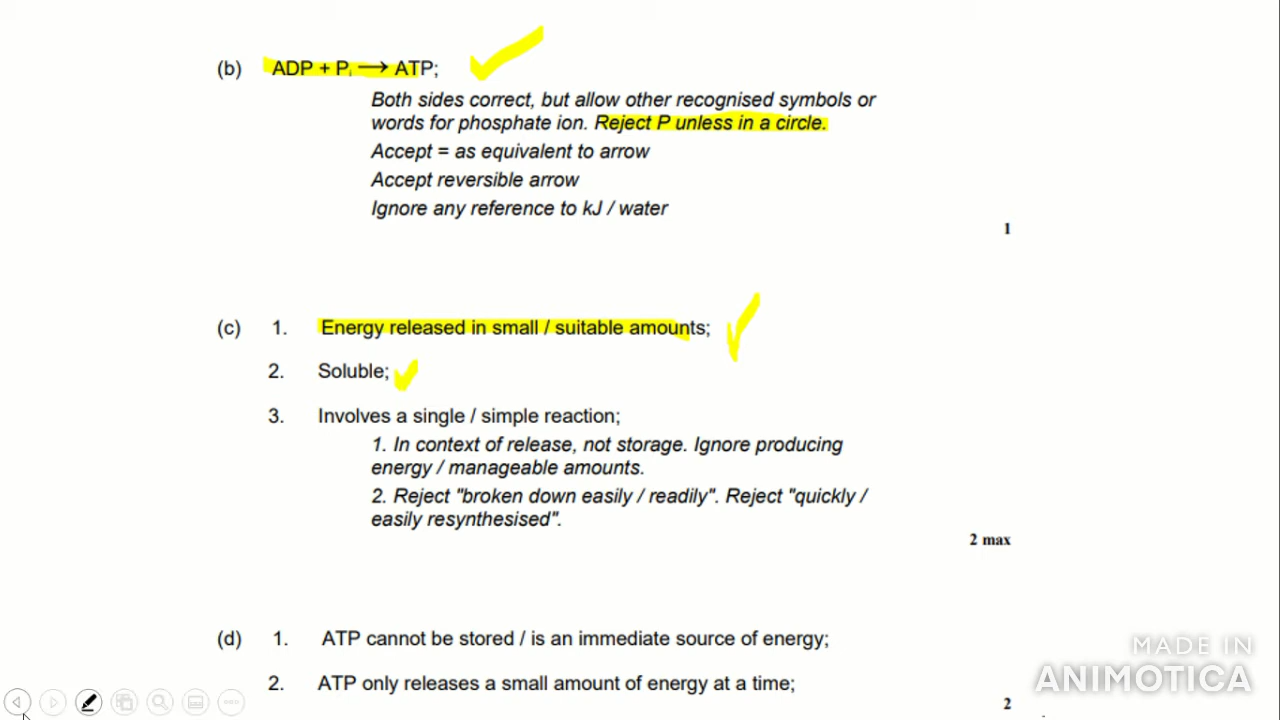 (b) ADP + Pi ⟶ ATP;
Both sides correct, but allow other recognised symbols or
words for phosphate ion. Reject P unless in a circle.
Accept = as equivalent to arrow
Accept reversible arrow
Ignore any reference to kJ / water
1
(c) 1. Energy released in small / suitable amounts;
2. Soluble;
3. Involves a single / simple reaction;
1. In context of release, not storage. Ignore producing
energy / manageable amounts.
2. Reject "broken down easily / readily". Reject "quickly /
easily resynthesised".
2 max
(d) 1. ATP cannot be stored / is an immediate source of energy;
2. ATP only releases a small amount of energy at a time;
2
MADE IN
ANIMOTICA